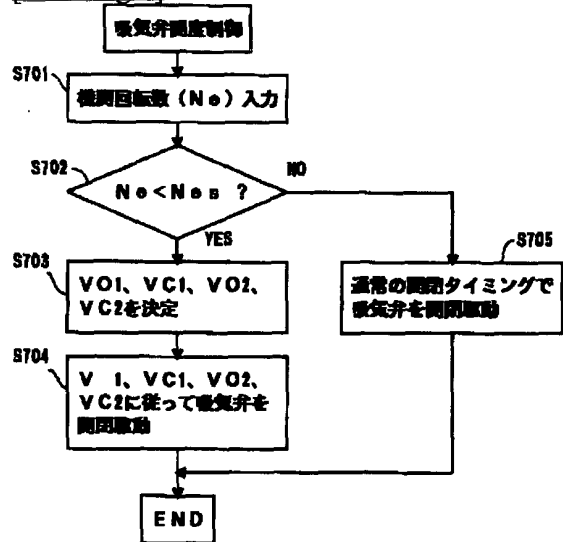 吸気弁開度制御
S701
機関回転数（Ne）入力
S702
Ne<Nes ?
NO
YES
S703
VO1、VC1、VO2、
VC2を決定
S705
通常の開閉タイミングで
吸気弁を開閉駆動
S704
V 1、VC1、VO2、
VC2に従って吸気弁を
開閉駆動
END